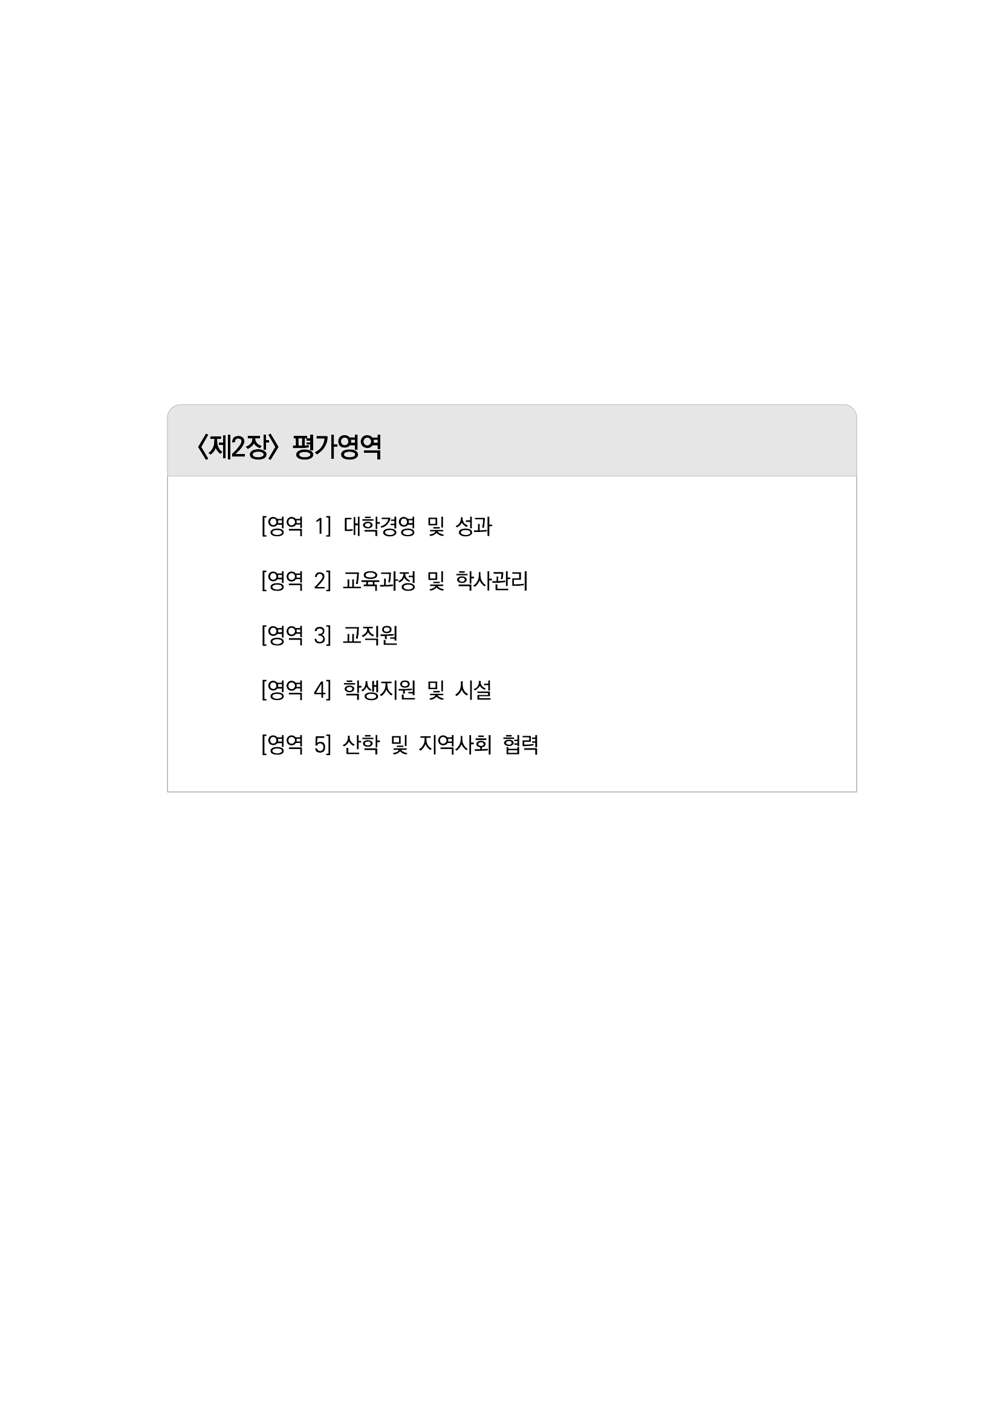 〈제2장〉 평가영역
[영역 1] 대학경영 및 성과
[영역 2] 교육과정 및 학사관리
[영역 3] 교직원
[영역 4] 학생지원 및 시설
[영역 5] 산학 및 지역사회 협력